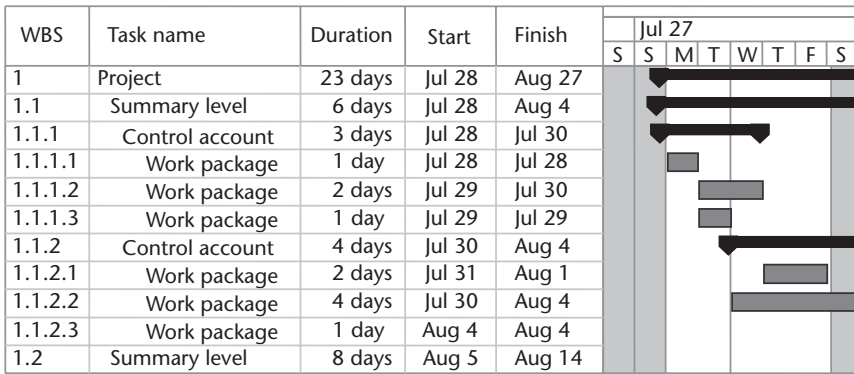 WBS Task name Duration Start Finish Jul 27
S S M T W T F S
1 Project 23 days Jul 28 Aug 27
1.1 Summary level 6 days Jul 28 Aug 4
1.1.1 Control account 3 days Jul 28 Jul 30
1.1.1.1 Work package 1 day Jul 28 Jul 28
1.1.1.2 Work package 2 days Jul 29 Jul 30
1.1.1.3 Work package 1 day Jul 29 Jul 29
1.1.2 Control account 4 days Jul 30 Aug 4
1.1.2.1 Work package 2 days Jul 31 Aug 1
1.1.2.2 Work package 4 days Jul 30 Aug 4
1.1.2.3 Work package 1 day Aug 4 Aug 4
1.2 Summary level 8 days Aug 5 Aug 14